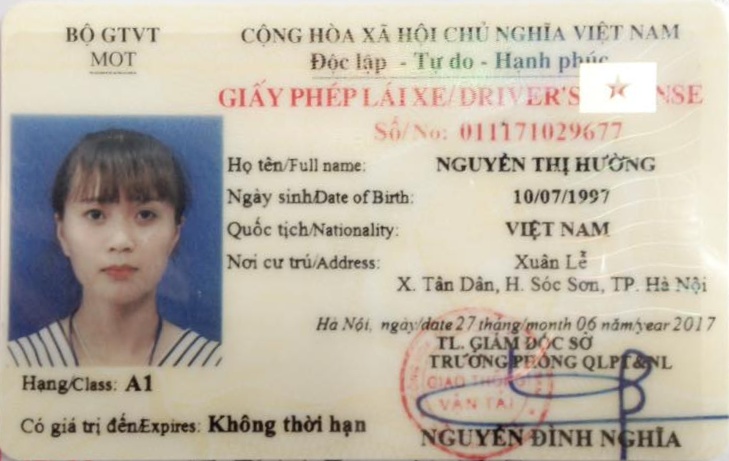 BỘ GTVT
MOT
CỘNG HÒA XÃ HỘI CHỦ NGHĨA VIỆT NAM
Độc lập - Tự do - Hạnh phúc
GIẤY PHÉP LÁI XE/DRIVER'S NSE
Số/No: 011171029677
Họ tên/Full name: NGUYỄN THỊ HƯỜNG
Ngày sinh/Date of Birth: 10/07/1997
Quốc tịch/Nationality: VIỆT NAM
Nơi cư trú/Address: Xuân Lễ
X. Tân Dân, H. Sóc Sơn, TP. Hà Nội
Hà Nội, ngày/date 27 tháng/month 06 năm/year 2017
TL. GIÁM ĐỐC SỞ
TRƯỞNG PHÒNG QLPT&NL
GIAO THÔNG
VẬN TẢI
Hạng/Class: A1
Có giá trị đến/Expires: Không thời hạn
NGUYỄN ĐÌNH NGHĨA